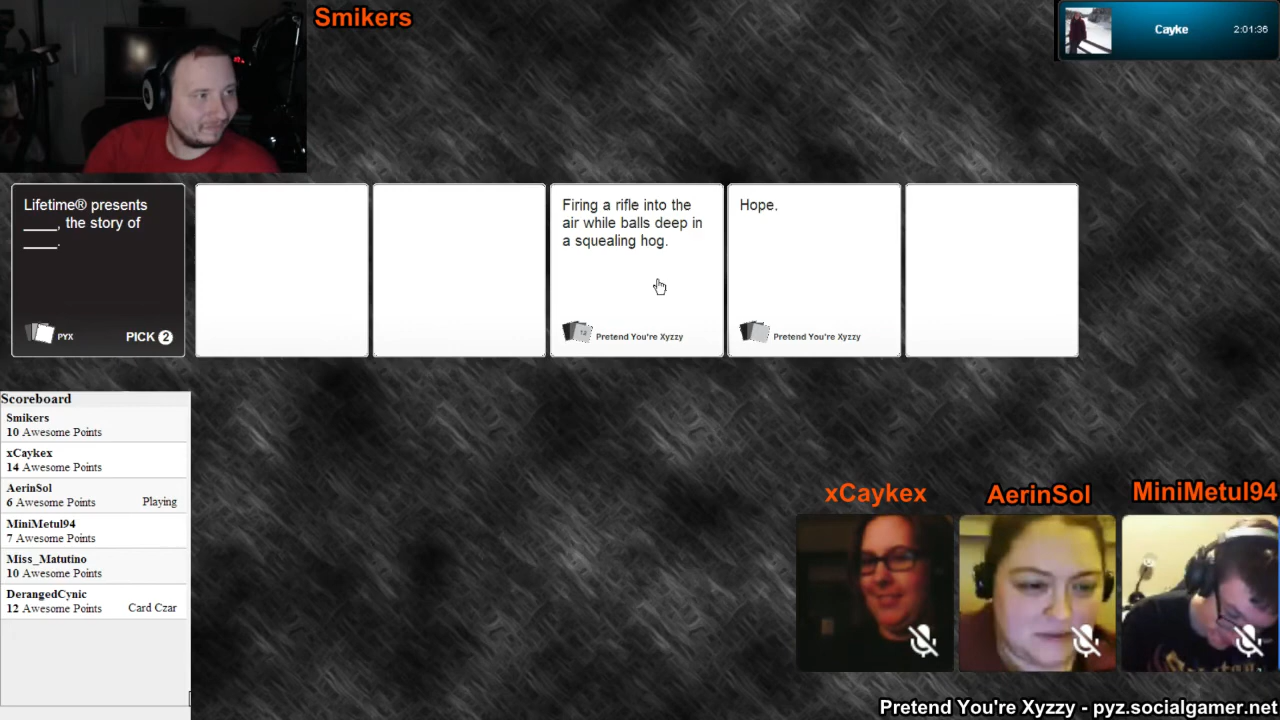 Smikers
Cayke
2:01:36
Lifetime® presents
____, the story of
____.
PYX
PICK 2
Firing a rifle into the
air while balls deep in
a squealing hog.
12
Pretend You're Xyzzy
Hope.
Pretend You're Xyzzy
Scoreboard
Smikers
10 Awesome Points
xCaykex
14 Awesome Points
AerinSol
6 Awesome Points Playing
MiniMetul94
7 Awesome Points
Miss_Matutino
10 Awesome Points
DerangedCynic
12 Awesome Points Card Czar
xCaykex
AerinSol
MiniMetul94
Pretend You're Xyzzy - pyz.socialgamer.net